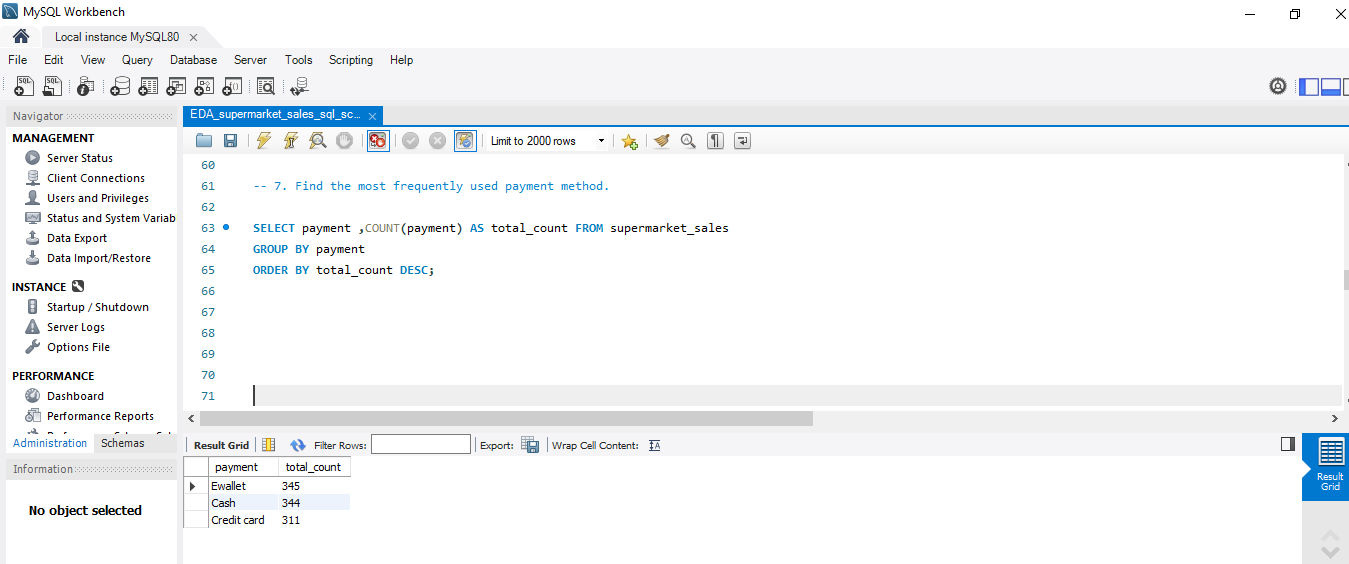 MySQL Workbench
Local instance MySQL80
File Edit View Query Database Server Tools Scripting Help
Navigator
MANAGEMENT
Server Status
Client Connections
Users and Privileges
Status and System Variab
Data Export
Data Import/Restore
INSTANCE
Startup / Shutdown
Server Logs
Options File
PERFORMANCE
Dashboard
Performance Reports
Administration Schemas
Information
No object selected
EDA_supermarket_sales_sql_sc...
Limit to 2000 rows
60
61 -- 7. Find the most frequently used payment method.
62
63 SELECT payment ,COUNT(payment) AS total_count FROM supermarket_sales
64 GROUP BY payment
65 ORDER BY total_count DESC;
66
67
68
69
70
71
Result Grid Filter Rows: Export: Wrap Cell Content:
payment total_count
Ewallet 345
Cash 344
Credit card 311
Result
Grid